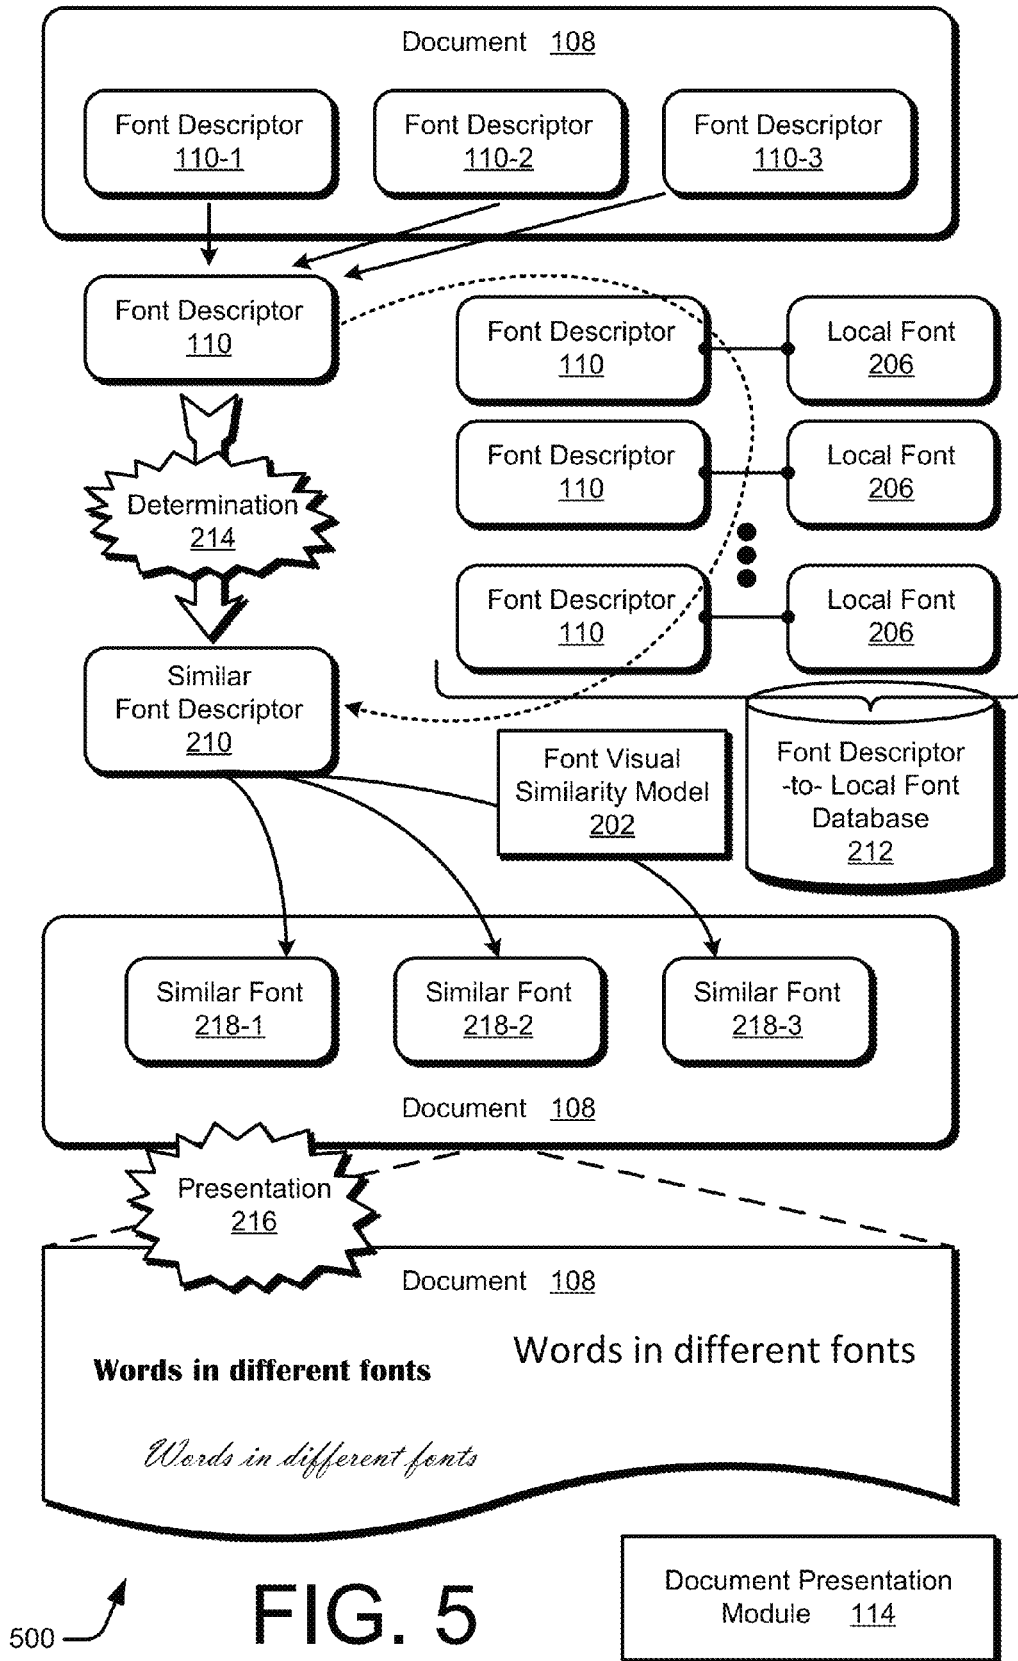 Document 108
Font Descriptor
110-1
Font Descriptor
110-2
Font Descriptor
110-3
Font Descriptor
110
Font Descriptor
110
Local Font
206
Font Descriptor
110
Local Font
206
Font Descriptor
110
Local Font
206
Determination
214
Similar
Font Descriptor
210
Font Visual
Similarity Model
202
Font Descriptor
-to- Local Font
Database
212
Similar Font
218-1
Similar Font
218-2
Similar Font
218-3
Document 108
Presentation
216
Document 108
Words in different fonts
Words in different fonts
Words in different fonts
500
FIG. 5
Document Presentation
Module 114